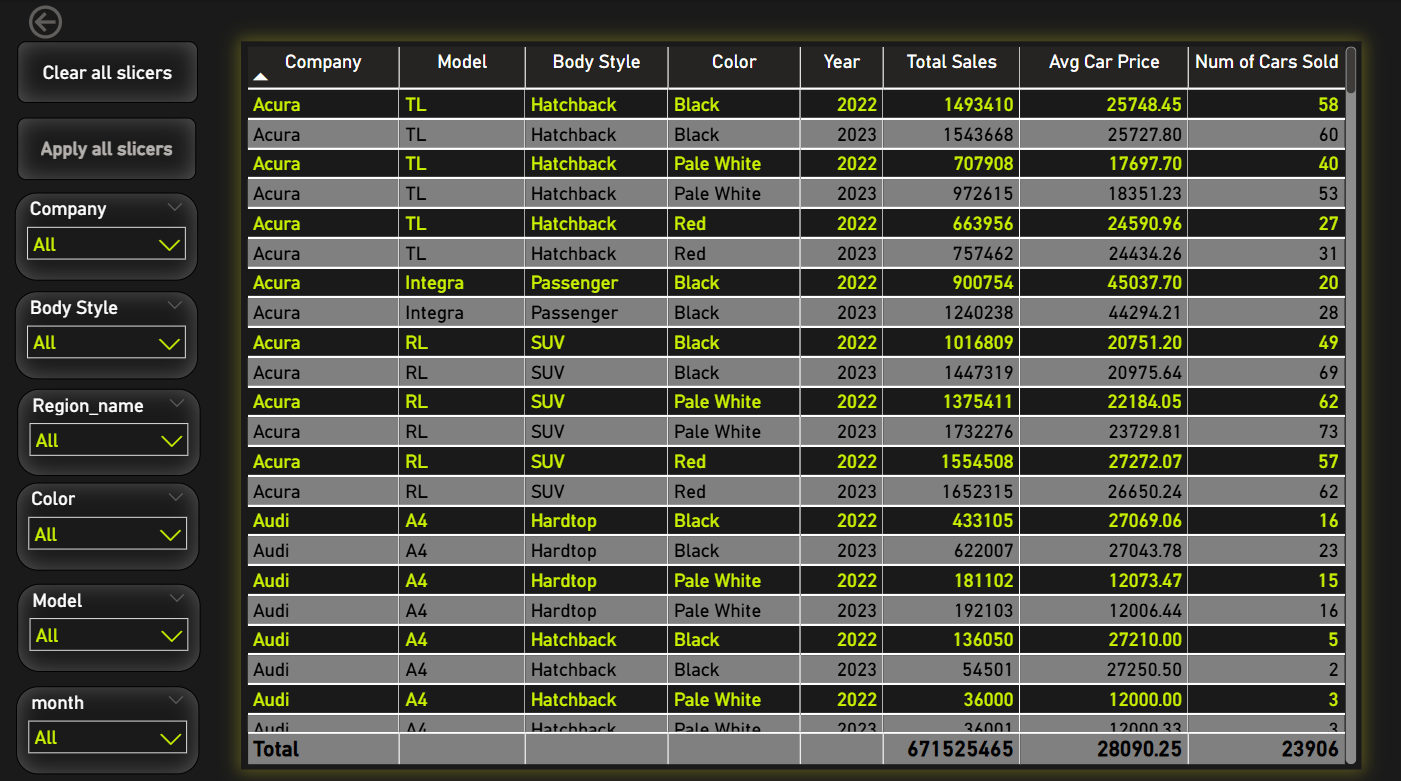 Clear all slicers
Apply all slicers
Company
All
Body Style
All
Region_name
All
Color
All
Model
All
month
All
Company Model Body Style Color Year Total Sales Avg Car Price Num of Cars Sold
Acura TL Hatchback Black 2022 1493410 25748.45 58
Acura TL Hatchback Black 2023 1543668 25727.80 60
Acura TL Hatchback Pale White 2022 707908 17697.70 40
Acura TL Hatchback Pale White 2023 972615 18351.23 53
Acura TL Hatchback Red 2022 663956 24590.96 27
Acura TL Hatchback Red 2023 757462 24434.26 31
Acura Integra Passenger Black 2022 900754 45037.70 20
Acura Integra Passenger Black 2023 1240238 44294.21 28
Acura RL SUV Black 2022 1016809 20751.20 49
Acura RL SUV Black 2023 1447319 20975.64 69
Acura RL SUV Pale White 2022 1375411 22184.05 62
Acura RL SUV Pale White 2023 1732276 23729.81 73
Acura RL SUV Red 2022 1554508 27272.07 57
Acura RL SUV Red 2023 1652315 26650.24 62
Audi A4 Hardtop Black 2022 433105 27069.06 16
Audi A4 Hardtop Black 2023 622007 27043.78 23
Audi A4 Hardtop Pale White 2022 181102 12073.47 15
Audi A4 Hardtop Pale White 2023 192103 12006.44 16
Audi A4 Hatchback Black 2022 136050 27210.00 5
Audi A4 Hatchback Black 2023 54501 27250.50 2
Audi A4 Hatchback Pale White 2022 36000 12000.00 3
Audi A4 Hatchback Pale White 2023 36001 12000.33 3
Total 671525465 28090.25 23906